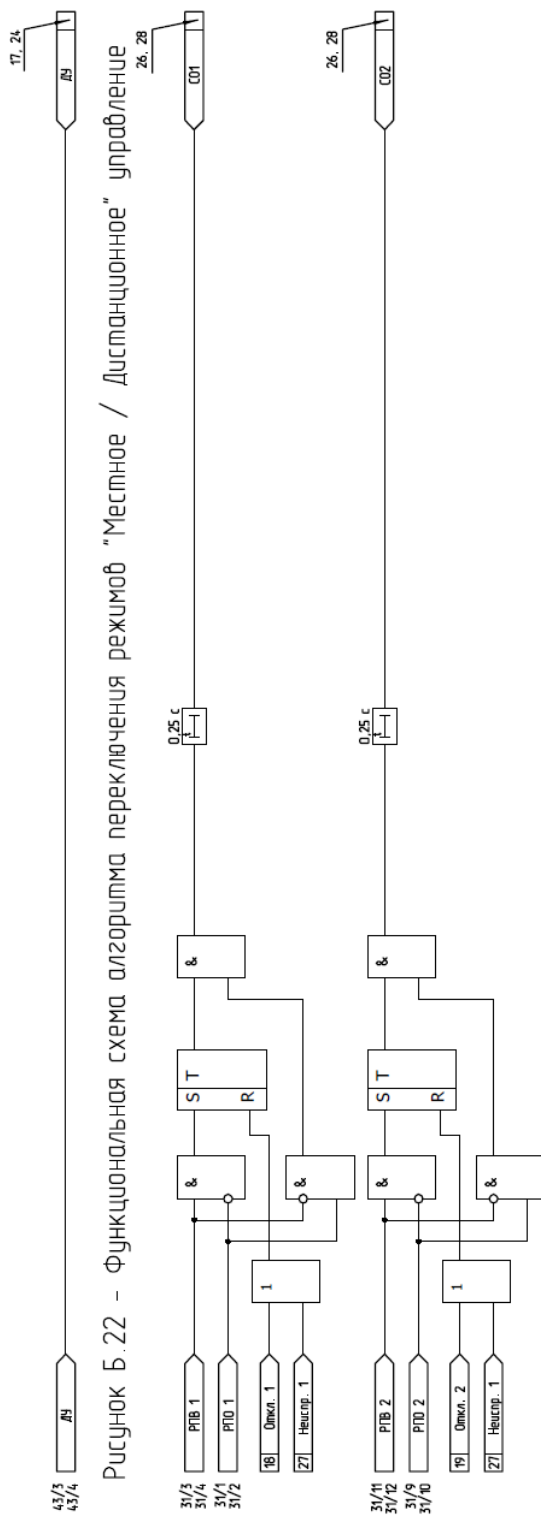 43/3
43/4
ДУ
ДУ
17, 24
Рисунок Б.22 – Функциональная схема алгоритма переключения режимов "Местное / Дистанционное" управление
31/3
31/4
РПВ 1
31/1
31/2
РПО 1
18 Откл. 1
27 Неиспр. 1
1
&
&
S T
R
&
0,25 с
t
СО1
26, 28
31/11
31/12
РПВ 2
31/9
31/10
РПО 2
19 Откл. 2
27 Неиспр. 1
1
&
&
S T
R
&
0,25 с
t
СО2
26, 28